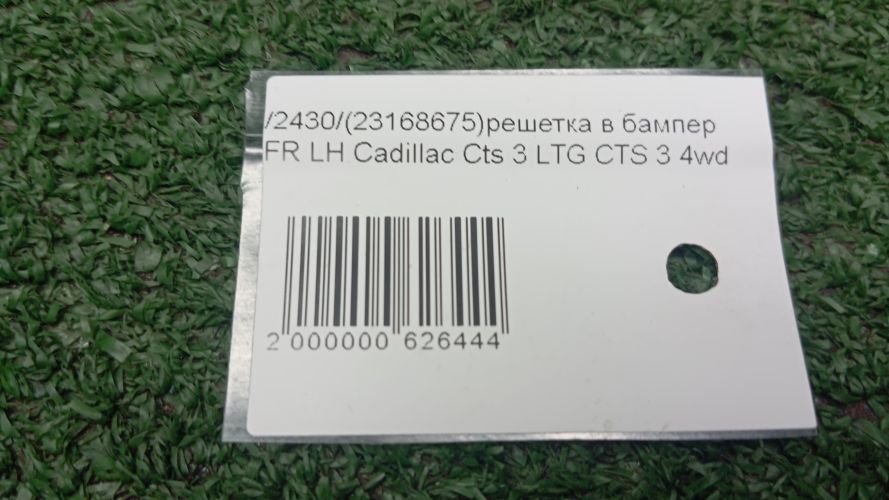 /2430/(23168675)решетка в бампер
FR LH Cadillac Cts 3 LTG CTS 3 4wd
2 000000 626444